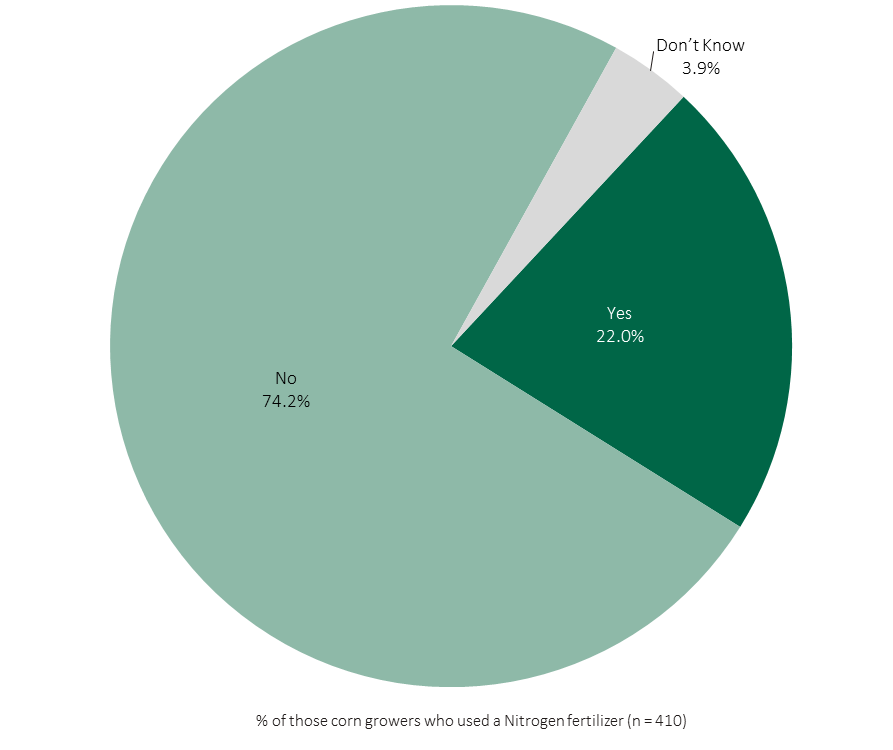 Don’t Know
3.9%
Yes
22.0%
No
74.2%
% of those corn growers who used a Nitrogen fertilizer (n = 410)